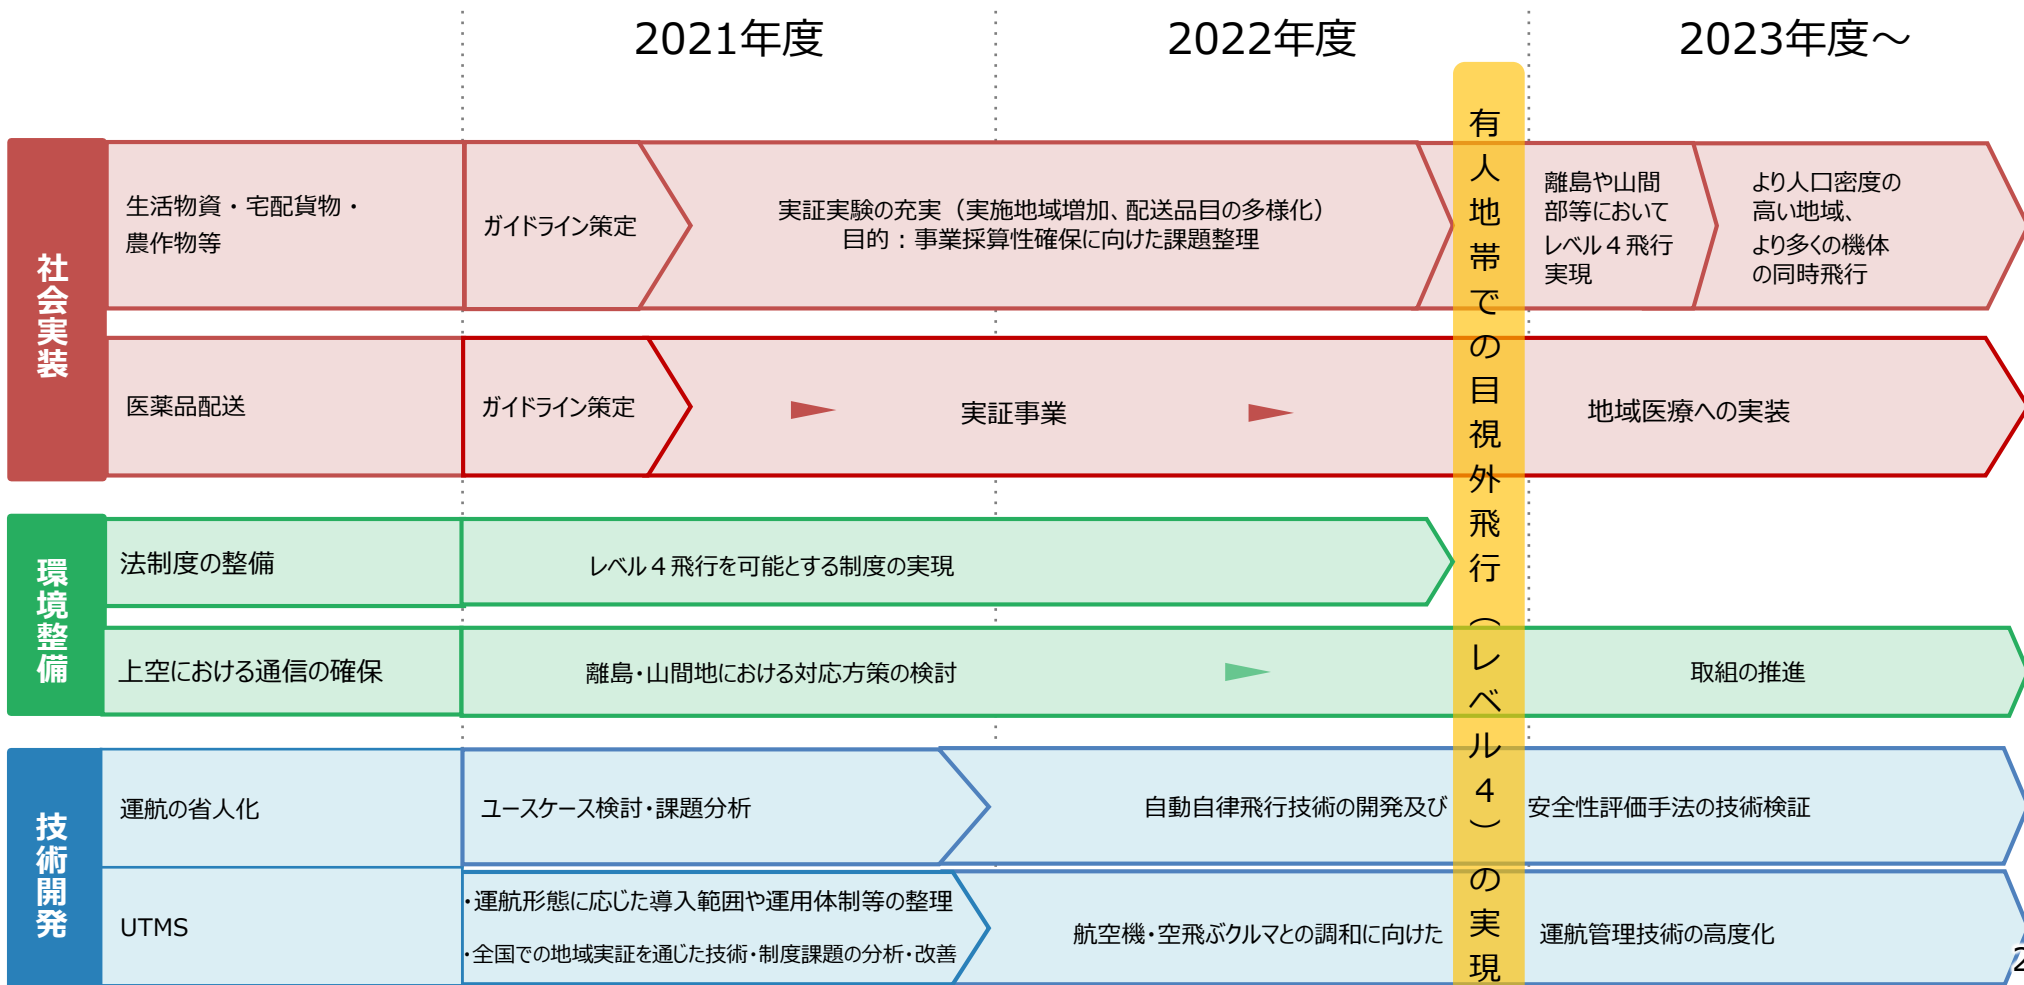 2021年度
2022年度
2023年度～
有人地帯での目視外飛行（レベル４）の実現
社会実装
生活物資・宅配貨物・
農作物等
ガイドライン策定
実証実験の充実（実施地域増加、配送品目の多様化）
目的：事業採算性確保に向けた課題整理
離島や山間
部等において
レベル４飛行
実現
より人口密度の
高い地域、
より多くの機体
の同時飛行
医薬品配送
ガイドライン策定
実証事業
地域医療への実装
環境整備
法制度の整備
レベル４飛行を可能とする制度の実現
上空における通信の確保
離島・山間地における対応方策の検討
取組の推進
技術開発
運航の省人化
ユースケース検討・課題分析
自動自律飛行技術の開発及び 安全性評価手法の技術検証
UTMS
・運航形態に応じた導入範囲や運用体制等の整理
・全国での地域実証を通じた技術・制度課題の分析・改善
航空機・空飛ぶクルマとの調和に向けた 運航管理技術の高度化
2